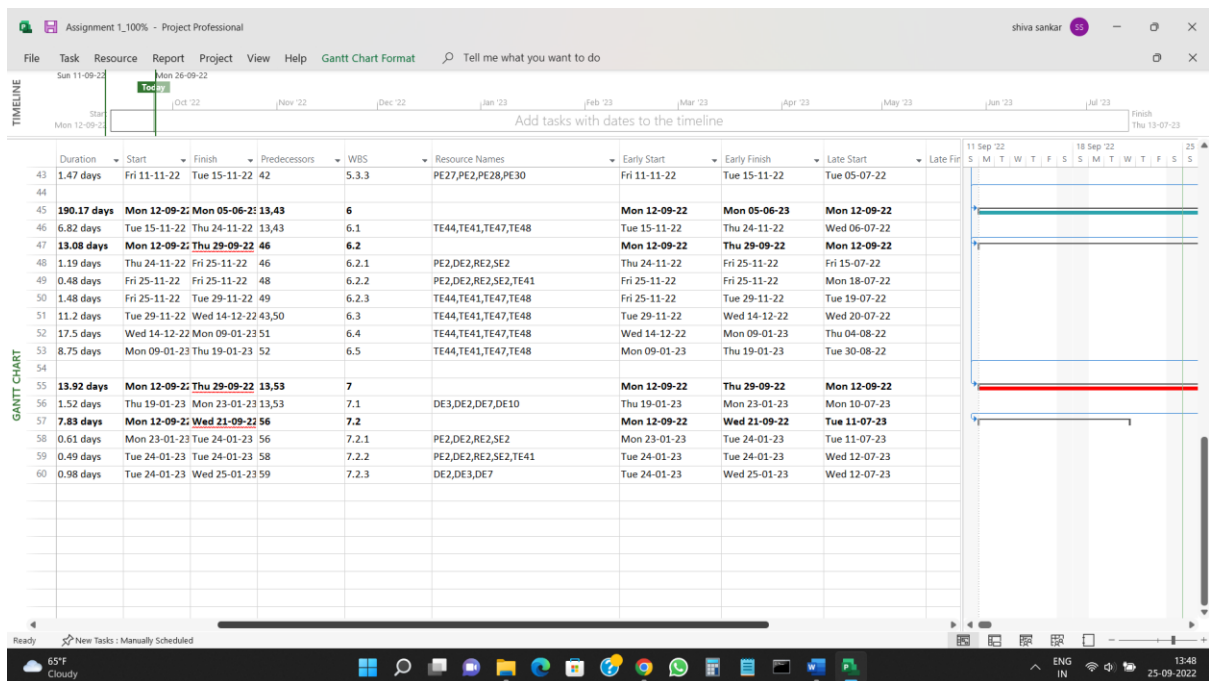 Assignment 1_100% - Project Professional shiva sankar SS
File Task Resource Report Project View Help Gantt Chart Format Tell me what you want to do
TIMELINE
Sun 11-09-22 Mon 26-09-22
Today
Oct '22 Nov '22 Dec '22 Jan '23 Feb '23 Mar '23 Apr '23 May '23 Jun '23 Jul '23
Start
Mon 12-09-22
Add tasks with dates to the timeline
Finish
Thu 13-07-23
GANTT CHART
11 Sep '22 18 Sep '22 25
Duration Start Finish Predecessors WBS Resource Names Early Start Early Finish Late Start Late Fin S M T W T F S S M T W T F S S
43 1.47 days Fri 11-11-22 Tue 15-11-22 42 5.3.3 PE27,PE2,PE28,PE30 Fri 11-11-22 Tue 15-11-22 Tue 05-07-22
44
45 190.17 days Mon 12-09-22 Mon 05-06-23 13,43 6 Mon 12-09-22 Mon 05-06-23 Mon 12-09-22
46 6.82 days Tue 15-11-22 Thu 24-11-22 13,43 6.1 TE44,TE41,TE47,TE48 Tue 15-11-22 Thu 24-11-22 Wed 06-07-22
47 13.08 days Mon 12-09-22 Thu 29-09-22 46 6.2 Mon 12-09-22 Thu 29-09-22 Mon 12-09-22
48 1.19 days Thu 24-11-22 Fri 25-11-22 46 6.2.1 PE2,DE2,RE2,SE2 Thu 24-11-22 Fri 25-11-22 Fri 15-07-22
49 0.48 days Fri 25-11-22 Fri 25-11-22 48 6.2.2 PE2,DE2,RE2,SE2,TE41 Fri 25-11-22 Fri 25-11-22 Mon 18-07-22
50 1.48 days Fri 25-11-22 Tue 29-11-22 49 6.2.3 TE44,TE41,TE47,TE48 Fri 25-11-22 Tue 29-11-22 Tue 19-07-22
51 11.2 days Tue 29-11-22 Wed 14-12-22 43,50 6.3 TE44,TE41,TE47,TE48 Tue 29-11-22 Wed 14-12-22 Wed 20-07-22
52 17.5 days Wed 14-12-22 Mon 09-01-23 51 6.4 TE44,TE41,TE47,TE48 Wed 14-12-22 Mon 09-01-23 Thu 04-08-22
53 8.75 days Mon 09-01-23 Thu 19-01-23 52 6.5 TE44,TE41,TE47,TE48 Mon 09-01-23 Thu 19-01-23 Tue 30-08-22
54
55 13.92 days Mon 12-09-22 Thu 29-09-22 13,53 7 Mon 12-09-22 Thu 29-09-22 Mon 12-09-22
56 1.52 days Thu 19-01-23 Mon 23-01-23 13,53 7.1 DE3,DE2,DE7,DE10 Thu 19-01-23 Mon 23-01-23 Mon 10-07-23
57 7.83 days Mon 12-09-22 Wed 21-09-22 56 7.2 Mon 12-09-22 Wed 21-09-22 Tue 11-07-23
58 0.61 days Mon 23-01-23 Tue 24-01-23 56 7.2.1 PE2,DE2,RE2,SE2 Mon 23-01-23 Tue 24-01-23 Tue 11-07-23
59 0.49 days Tue 24-01-23 Tue 24-01-23 58 7.2.2 PE2,DE2,RE2,SE2,TE41 Tue 24-01-23 Tue 24-01-23 Wed 12-07-23
60 0.98 days Tue 24-01-23 Wed 25-01-23 59 7.2.3 DE2,DE3,DE7 Tue 24-01-23 Wed 25-01-23 Wed 12-07-23
Ready New Tasks : Manually Scheduled
65°F
Cloudy
ENG
IN
13:48
25-09-2022